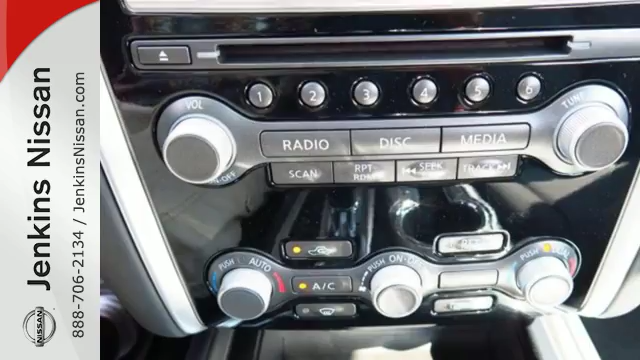 Jenkins Nissan
888-706-2134 / JenkinsNissan.com
NISSAN
1 2 3 4 5 6
VOL
TUNE
RADIO DISC MEDIA
SCAN RPT SEEK TRACK
PUSH AUTO
PUSH ON·OFF
PUSH
A/C